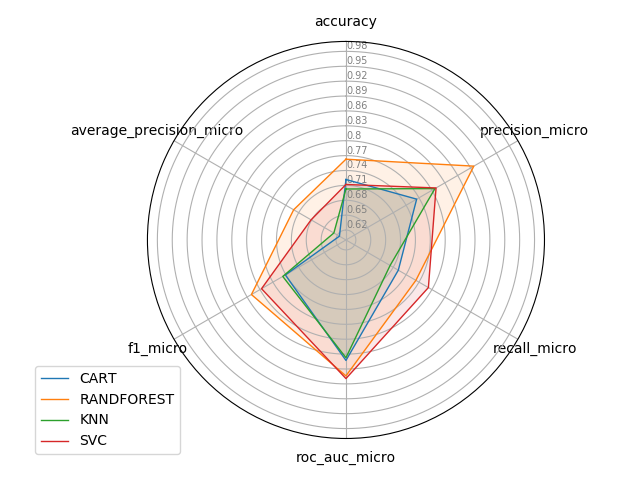 accuracy
0.98
0.95
0.92
0.89
0.86
0.83
0.8
0.77
0.74
0.71
0.68
0.65
0.62
average_precision_micro
precision_micro
f1_micro
recall_micro
roc_auc_micro
CART
RANDFOREST
KNN
SVC